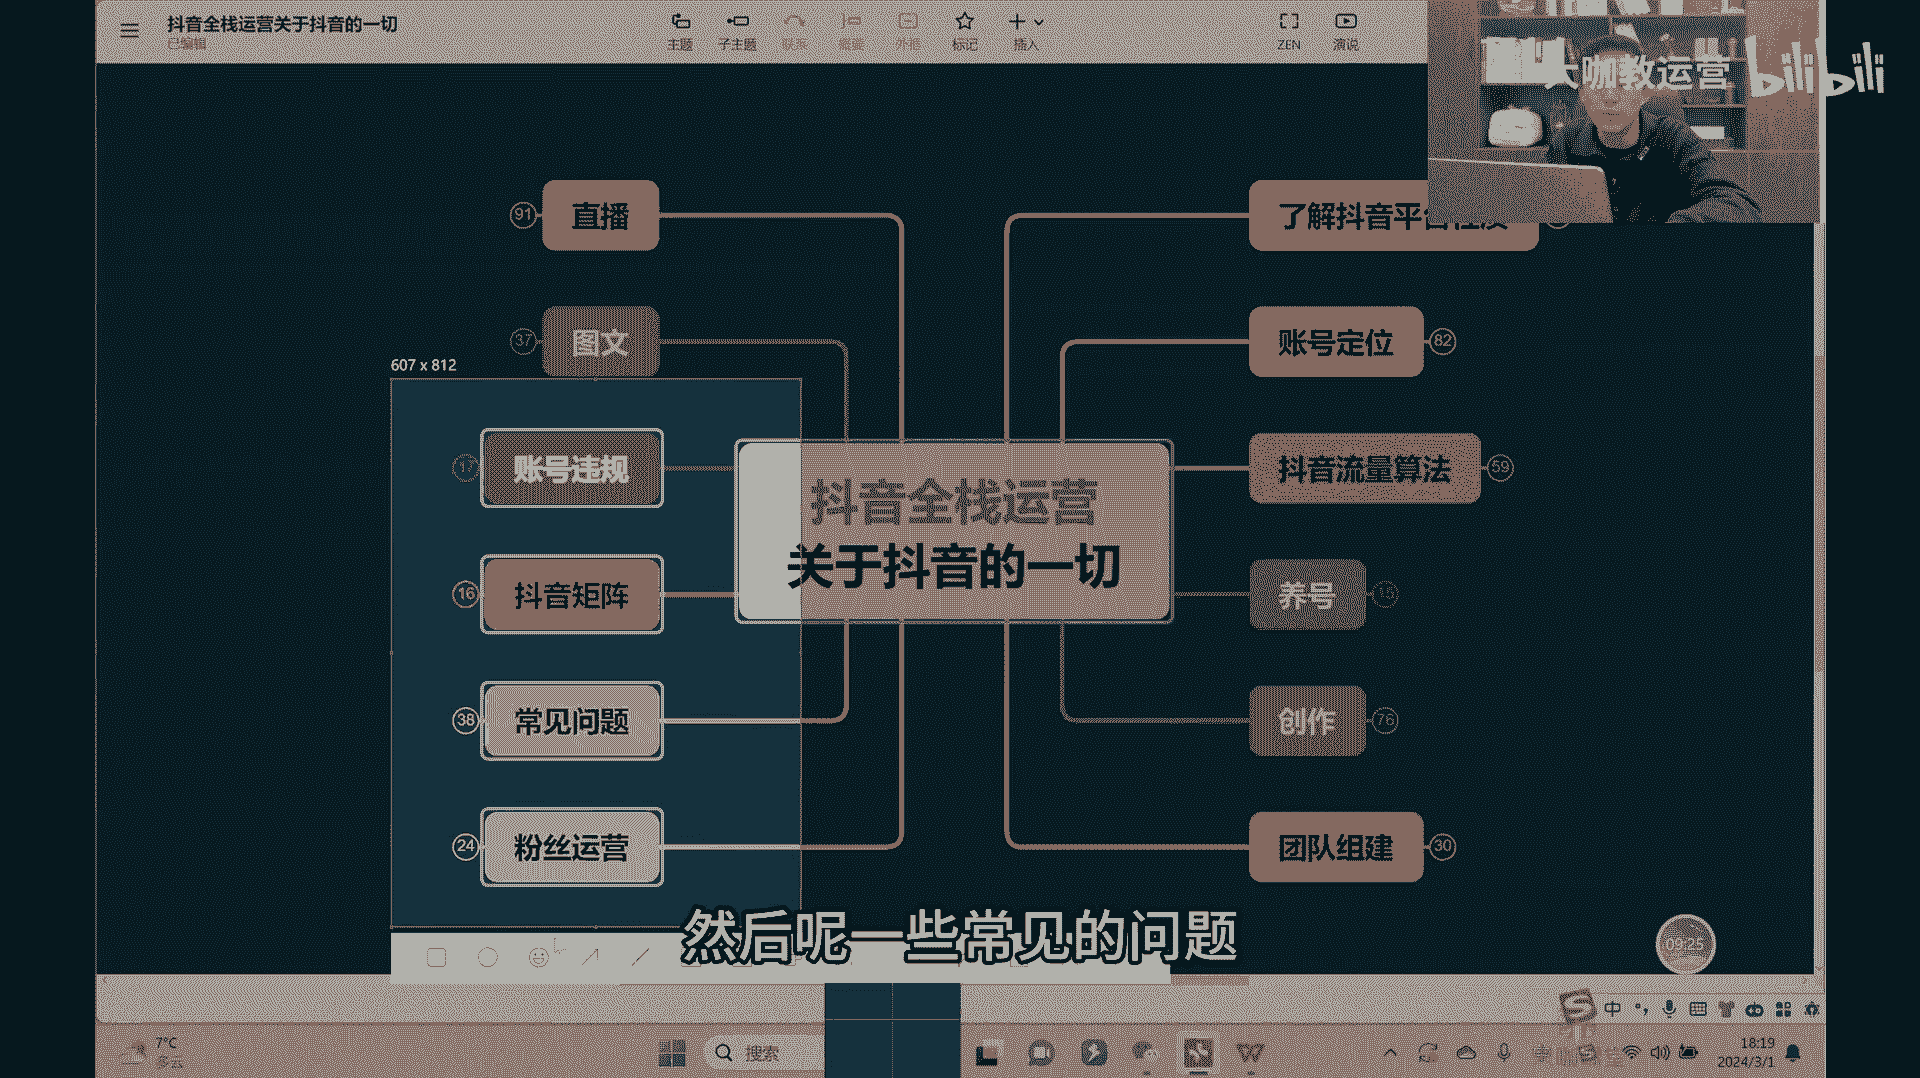 抖音全栈运营关于抖音的一切
已编辑
主题
子主题
联系
概要
外框
标记
插入
ZEN
演说
大咖教运营
bilibili
91
直播
了解抖音平台性质
37
图文
账号定位
82
607 x 812
17
账号违规
抖音流量算法
59
抖音全栈运营
关于抖音的一切
16
抖音矩阵
养号
15
38
常见问题
创作
76
24
粉丝运营
团队组建
30
然后呢一些常见的问题
09:25
中
7°C
多云
搜索
18:19
2024/3/1